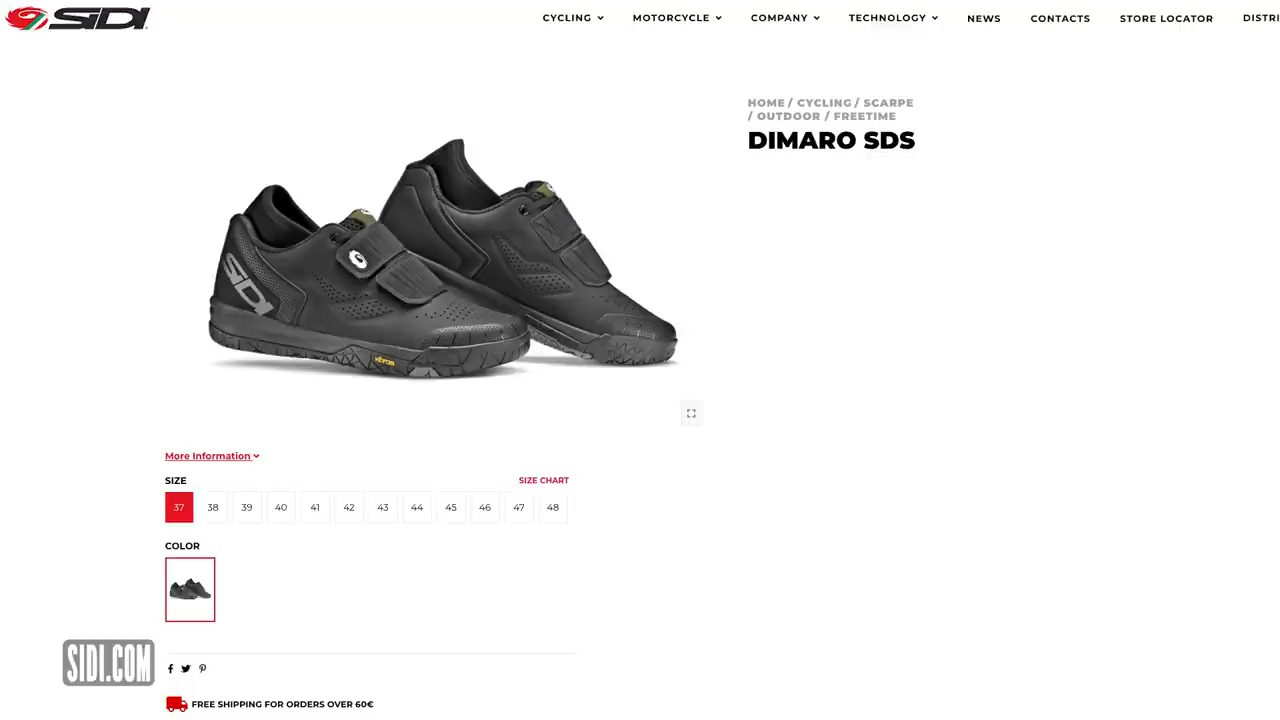 SIDI
CYCLING MOTORCYCLE COMPANY TECHNOLOGY NEWS CONTACTS STORE LOCATOR DISTRI
HOME / CYCLING / SCARPE
/ OUTDOOR / FREETIME
DIMARO SDS
SIDI
vibram
More Information
SIZE SIZE CHART
37 38 39 40 41 42 43 44 45 46 47 48
COLOR
SIDI.COM
FREE SHIPPING FOR ORDERS OVER 60€